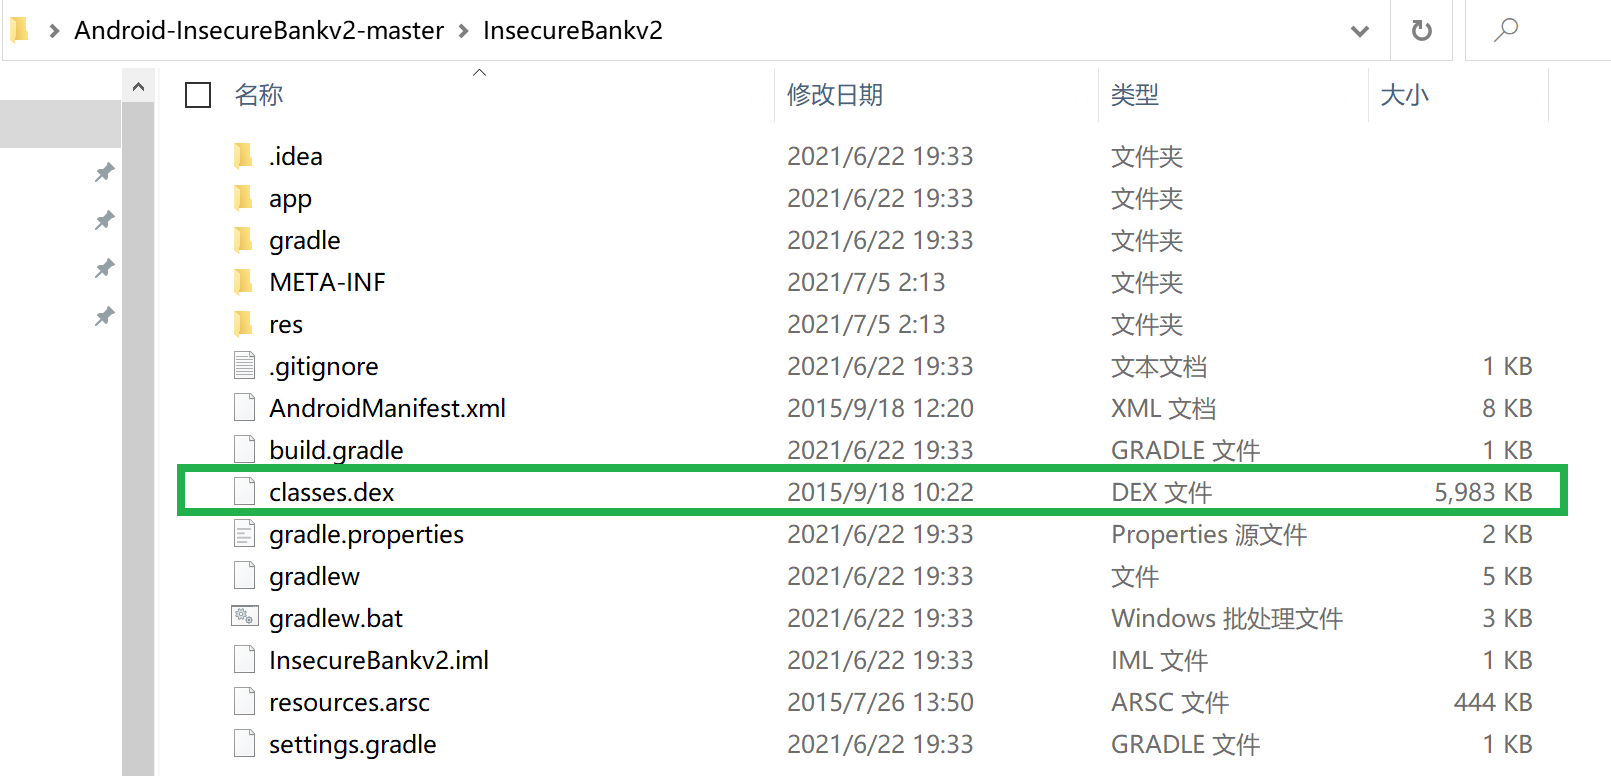 Android-InsecureBankv2-master > InsecureBankv2
名称 修改日期 类型 大小
.idea 2021/6/22 19:33 文件夹
app 2021/6/22 19:33 文件夹
gradle 2021/6/22 19:33 文件夹
META-INF 2021/7/5 2:13 文件夹
res 2021/7/5 2:13 文件夹
.gitignore 2021/6/22 19:33 文本文档 1 KB
AndroidManifest.xml 2015/9/18 12:20 XML 文档 8 KB
build.gradle 2021/6/22 19:33 GRADLE 文件 1 KB
classes.dex 2015/9/18 10:22 DEX 文件 5,983 KB
gradle.properties 2021/6/22 19:33 Properties 源文件 2 KB
gradlew 2021/6/22 19:33 文件 5 KB
gradlew.bat 2021/6/22 19:33 Windows 批处理文件 3 KB
InsecureBankv2.iml 2021/6/22 19:33 IML 文件 1 KB
resources.arsc 2015/7/26 13:50 ARSC 文件 444 KB
settings.gradle 2021/6/22 19:33 GRADLE 文件 1 KB